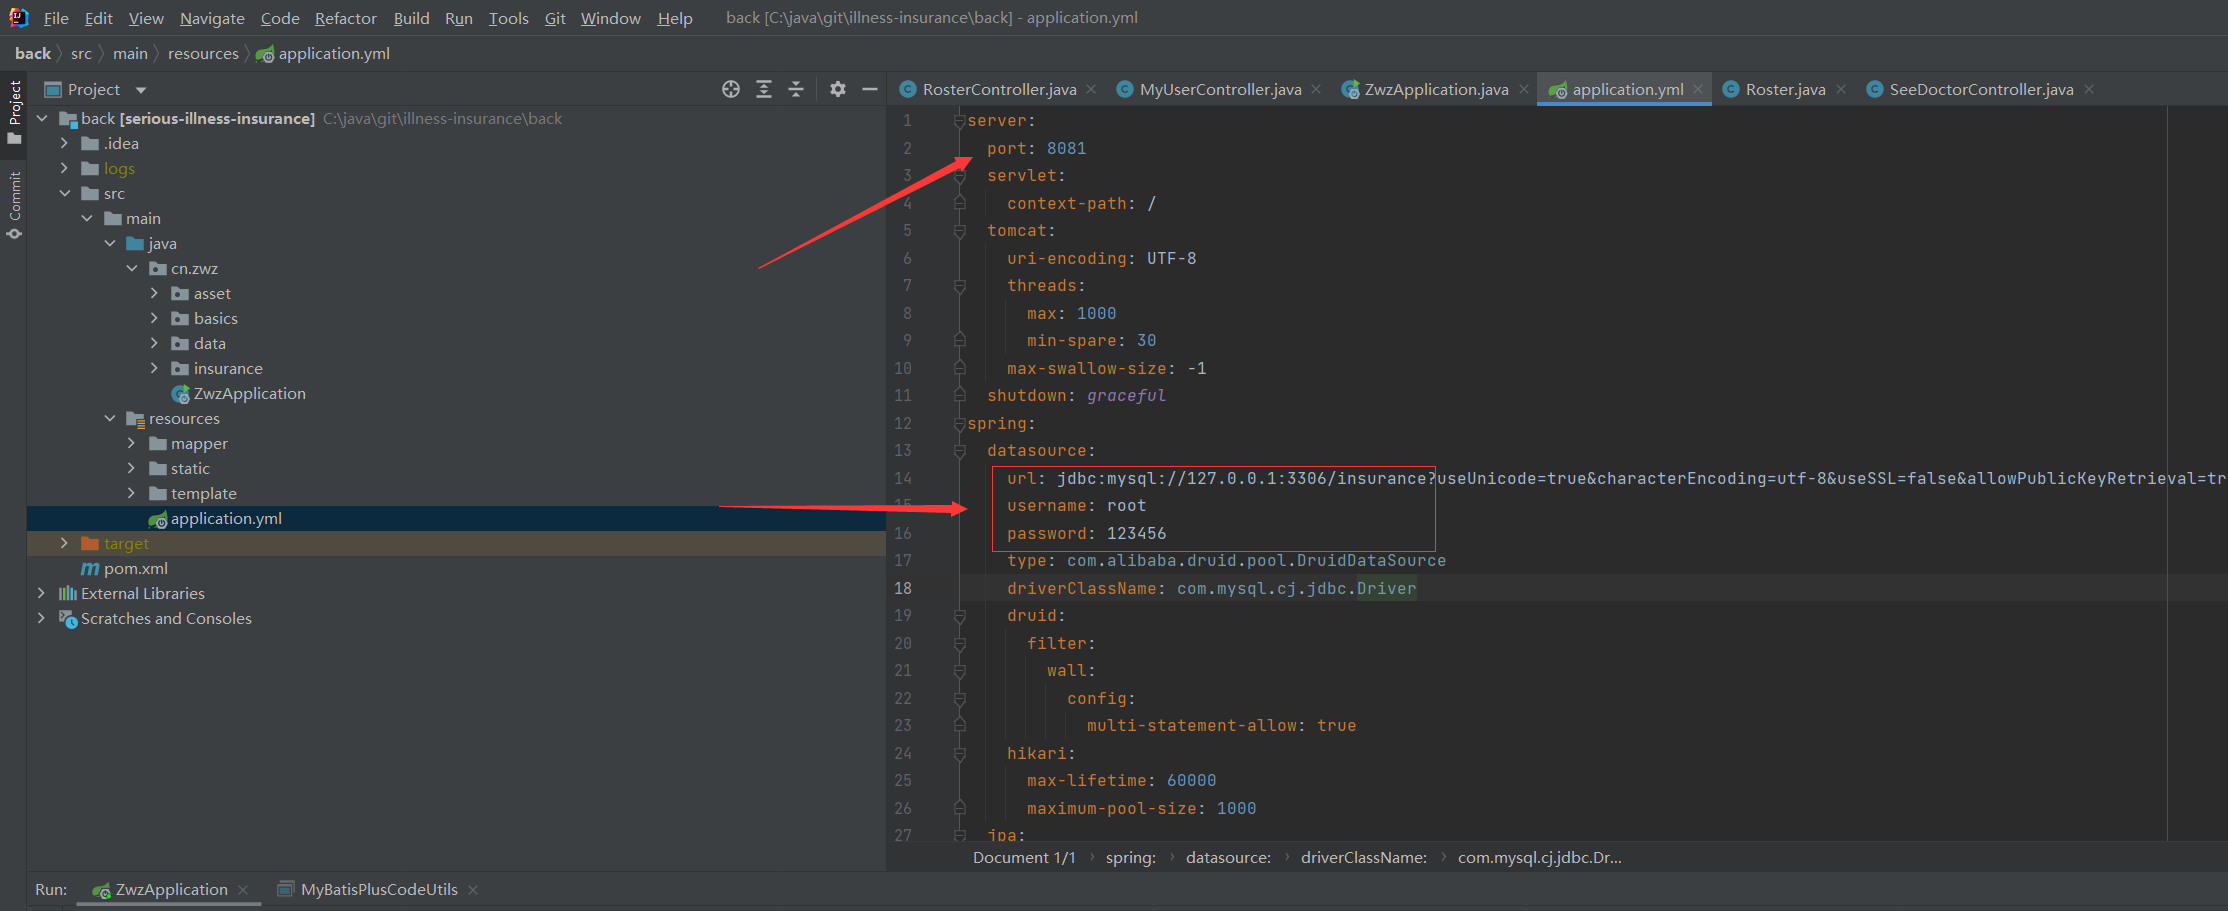 File Edit View Navigate Code Refactor Build Run Tools Git Window Help back [C:\java\git\illness-insurance\back] - application.yml
back src main resources application.yml
Project
Commit
Project
back [serious-illness-insurance] C:\java\git\illness-insurance\back
.idea
logs
src
main
java
cn.zwz
asset
basics
data
insurance
ZwzApplication
resources
mapper
static
template
application.yml
target
pom.xml
External Libraries
Scratches and Consoles
RosterController.java MyUserController.java ZwzApplication.java application.yml Roster.java SeeDoctorController.java
1 server:
2 port: 8081
3 servlet:
4 context-path: /
5 tomcat:
6 uri-encoding: UTF-8
7 threads:
8 max: 1000
9 min-spare: 30
10 max-swallow-size: -1
11 shutdown: graceful
12 spring:
13 datasource:
14 url: jdbc:mysql://127.0.0.1:3306/insurance?useUnicode=true&characterEncoding=utf-8&useSSL=false&allowPublicKeyRetrieval=tr
15 username: root
16 password: 123456
17 type: com.alibaba.druid.pool.DruidDataSource
18 driverClassName: com.mysql.cj.jdbc.Driver
19 druid:
20 filter:
21 wall:
22 config:
23 multi-statement-allow: true
24 hikari:
25 max-lifetime: 60000
26 maximum-pool-size: 1000
27 jpa:
Document 1/1 spring: datasource: driverClassName: com.mysql.cj.jdbc.Dr...
Run: ZwzApplication MyBatisPlusCodeUtils